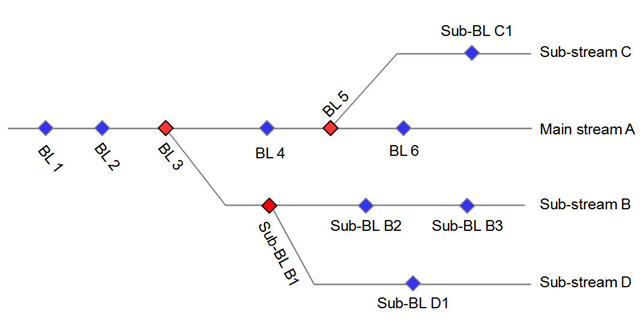 Sub-BL C1
Sub-stream C
BL 5
Main stream A
BL 1
BL 2
BL 3
BL 4
BL 6
Sub-stream B
Sub-BL B1
Sub-BL B2
Sub-BL B3
Sub-stream D
Sub-BL D1